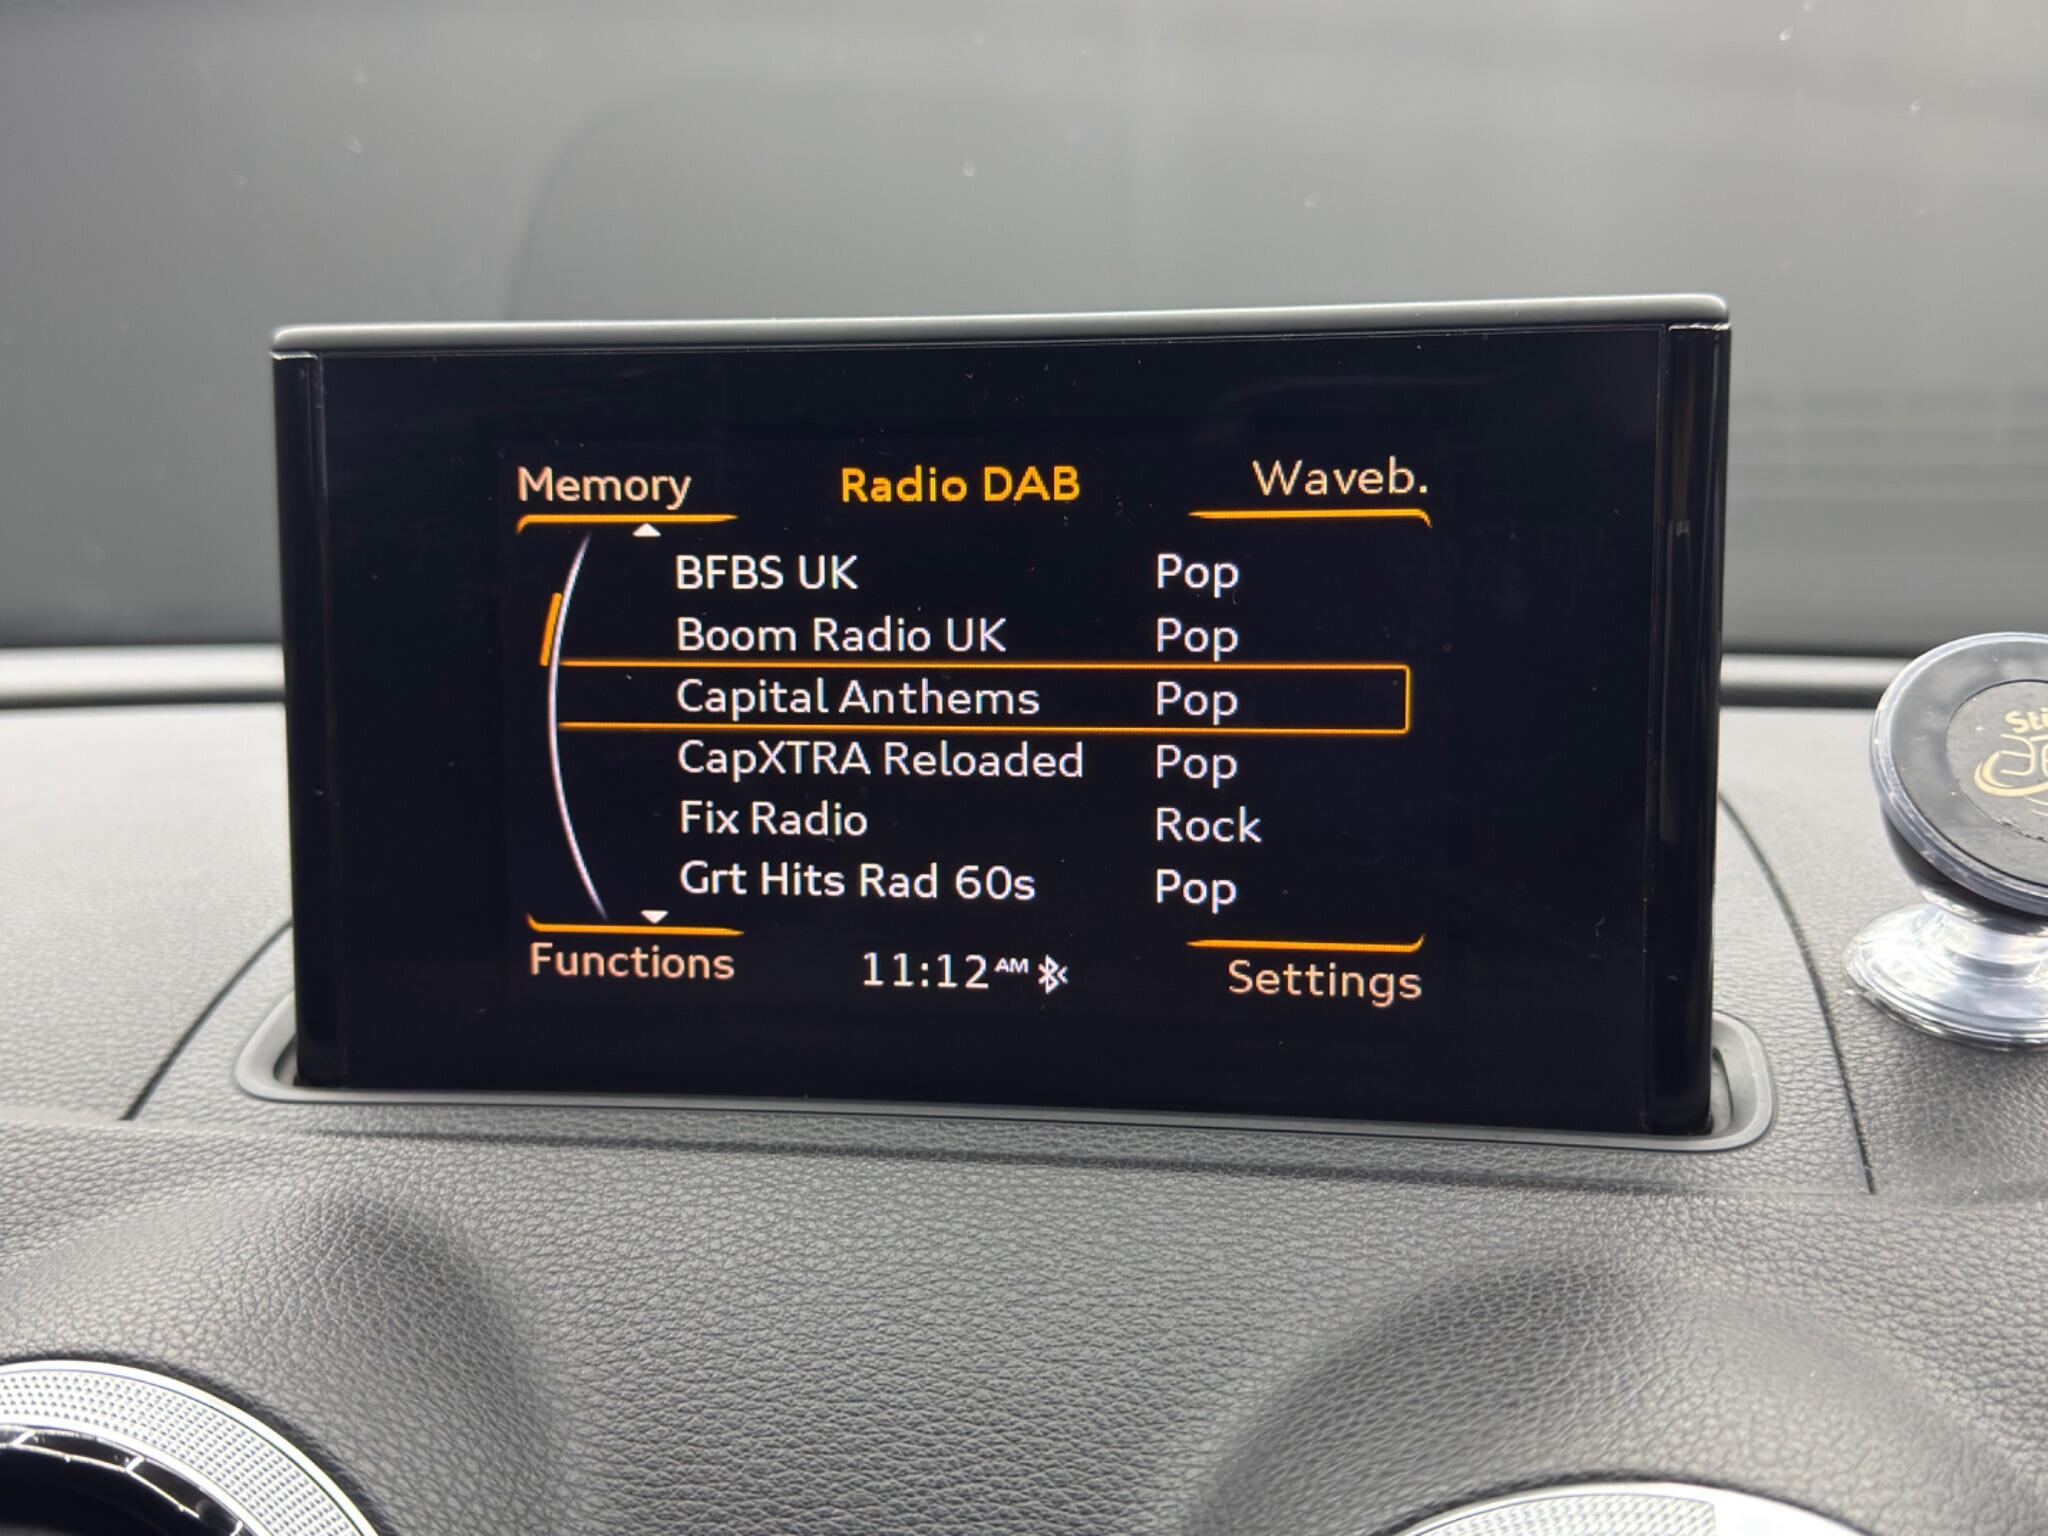 Memory Radio DAB Waveb.
BFBS UK Pop
Boom Radio UK Pop
Capital Anthems Pop
CapXTRA Reloaded Pop
Fix Radio Rock
Grt Hits Rad 60s Pop
Functions 11:12 AM Settings